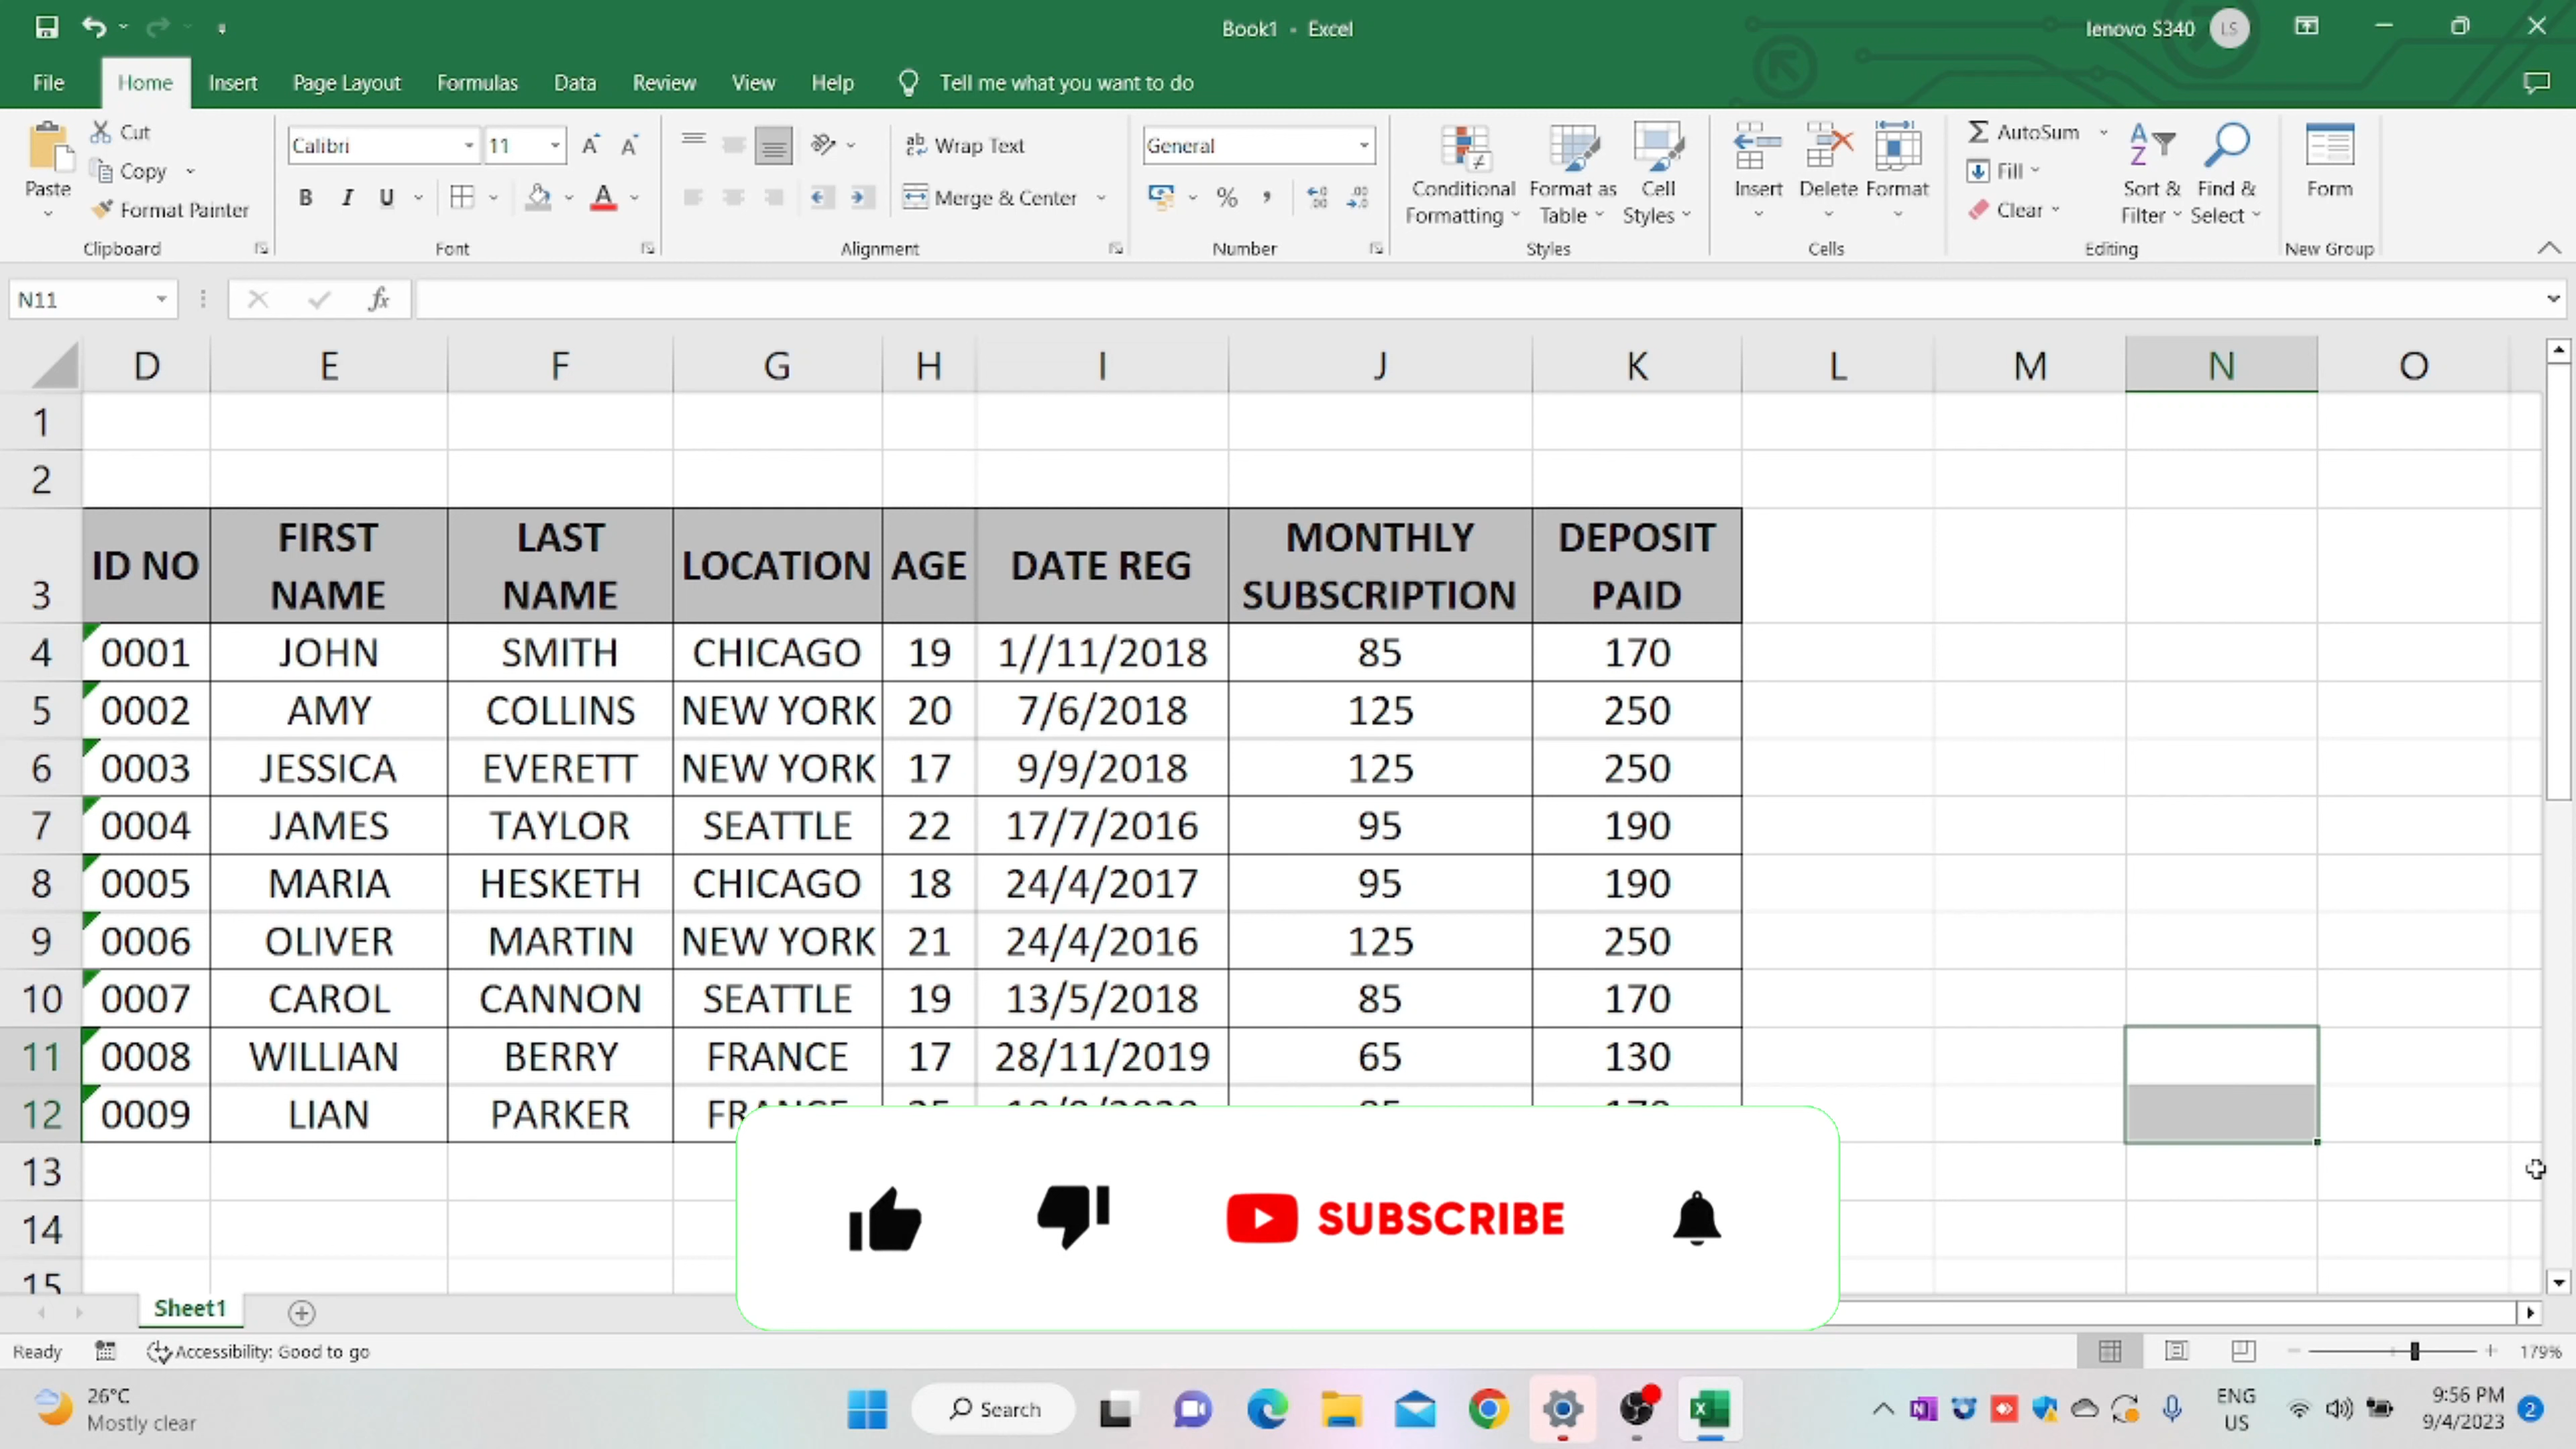 Book1 - Excel
lenovo S340 LS
File Home Insert Page Layout Formulas Data Review View Help Tell me what you want to do
Paste
Cut
Copy
Format Painter
Clipboard
Calibri 11
B I U
Font
Wrap Text
Merge & Center
Alignment
General
%
Number
Conditional Formatting
Format as Table
Cell Styles
Styles
Insert Delete Format
Cells
AutoSum
Fill
Clear
Sort & Filter
Find & Select
Editing
Form
New Group
N11 fx
D E F G H I J K L M N O
1
2
3 ID NO FIRST NAME LAST NAME LOCATION AGE DATE REG MONTHLY SUBSCRIPTION DEPOSIT PAID
4 0001 JOHN SMITH CHICAGO 19 1//11/2018 85 170
5 0002 AMY COLLINS NEW YORK 20 7/6/2018 125 250
6 0003 JESSICA EVERETT NEW YORK 17 9/9/2018 125 250
7 0004 JAMES TAYLOR SEATTLE 22 17/7/2016 95 190
8 0005 MARIA HESKETH CHICAGO 18 24/4/2017 95 190
9 0006 OLIVER MARTIN NEW YORK 21 24/4/2016 125 250
10 0007 CAROL CANNON SEATTLE 19 13/5/2018 85 170
11 0008 WILLIAN BERRY FRANCE 17 28/11/2019 65 130
12 0009 LIAN PARKER
13
14
15
SUBSCRIBE
Sheet1
Ready Accessibility: Good to go 179%
26°C
Mostly clear
Search
ENG
US
9:56 PM
9/4/2023
2